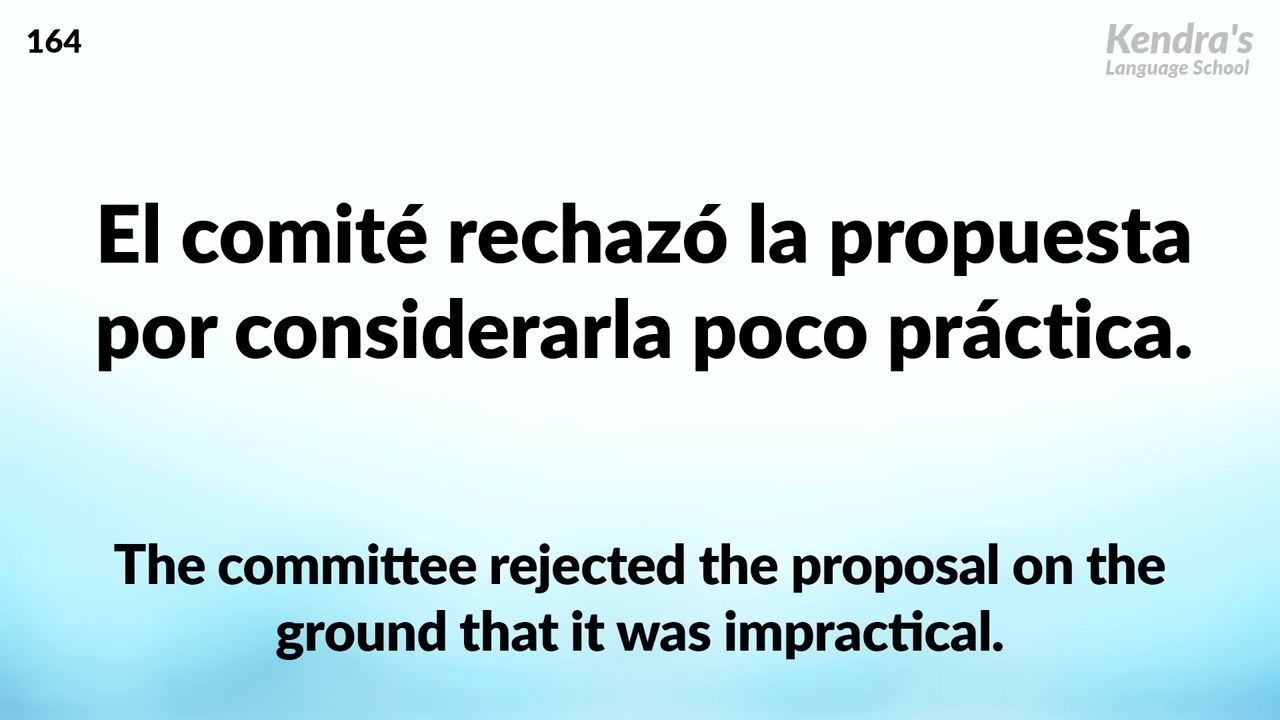 164
Kendra's
Language School
El comité rechazó la propuesta
por considerarla poco práctica.
The committee rejected the proposal on the
ground that it was impractical.